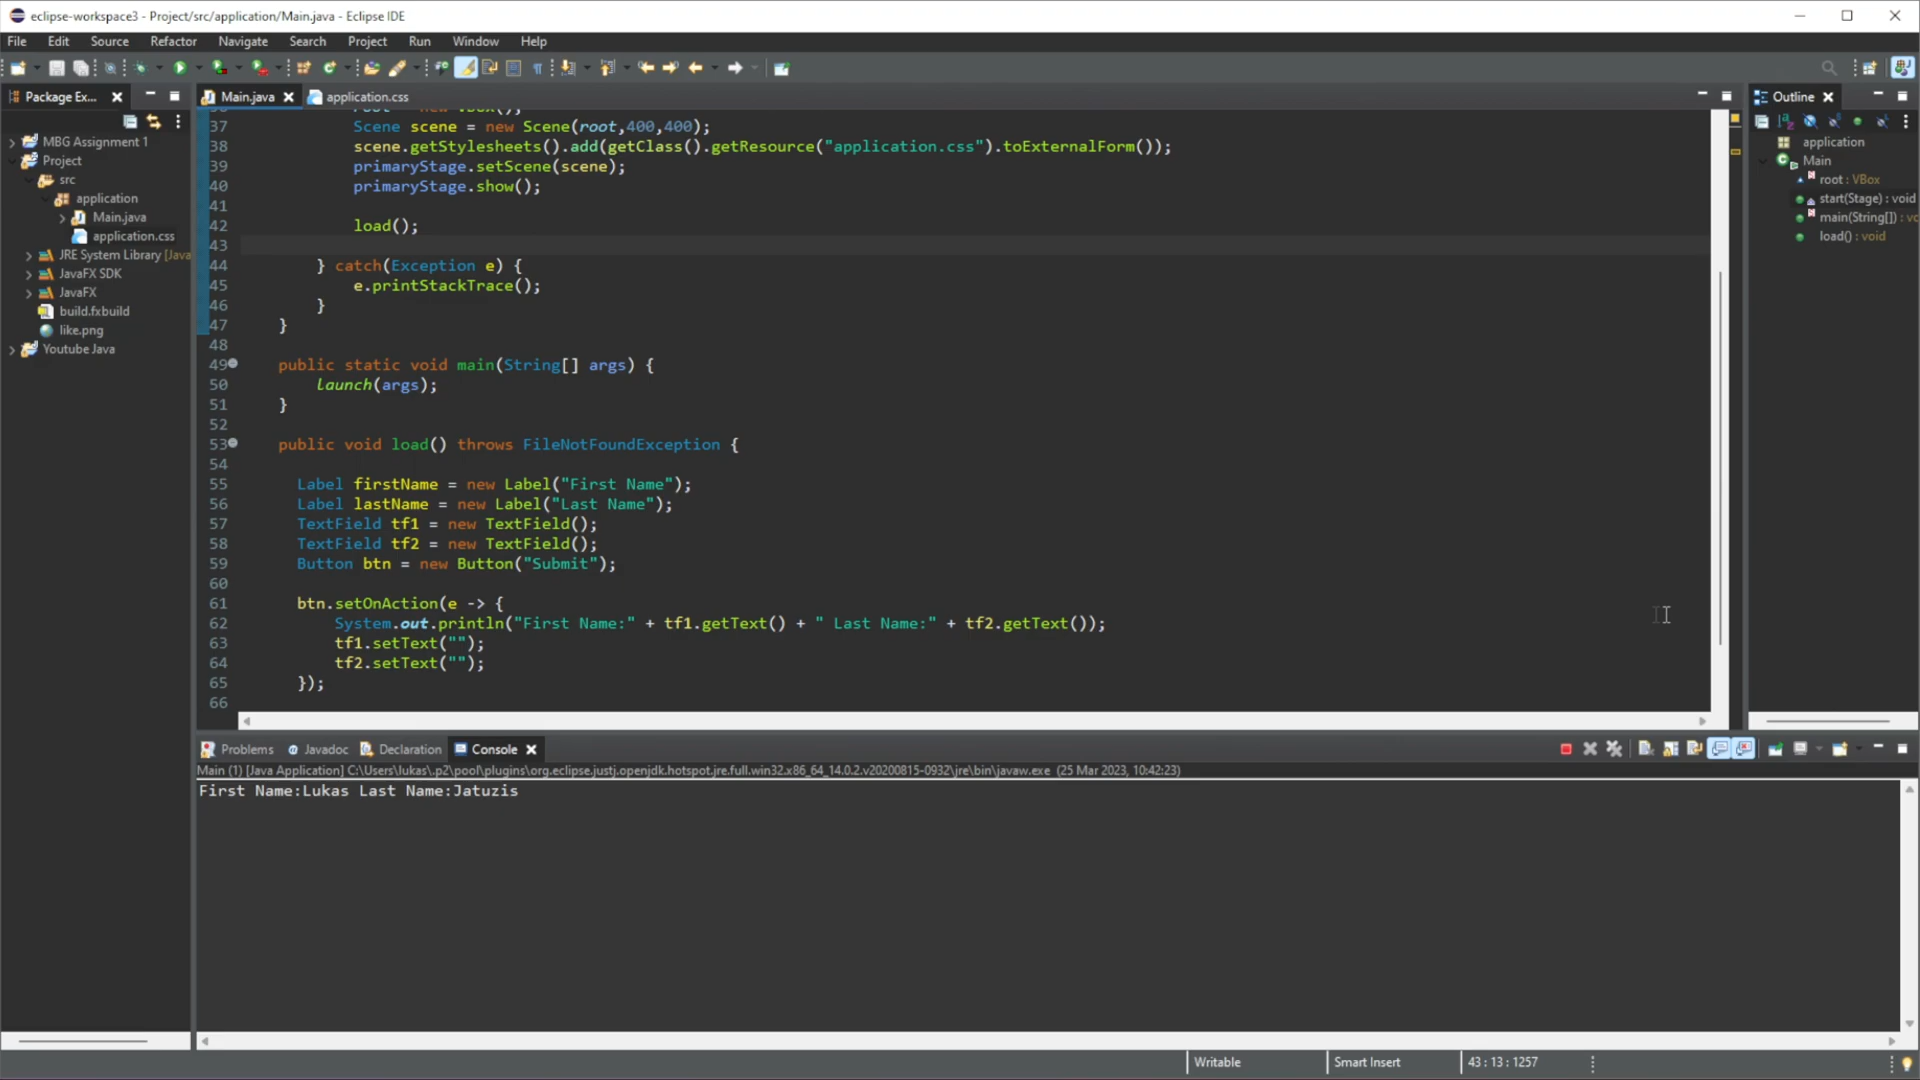 eclipse-workspace3 - Project/src/application/Main.java - Eclipse IDE
File Edit Source Refactor Navigate Search Project Run Window Help
Package Ex...
MBG Assignment 1
Project
src
application
Main.java
application.css
JRE System Library [Java
JavaFX SDK
JavaFX
build.fxbuild
like.png
Youtube Java
Main.java application.css
37 Scene scene = new Scene(root,400,400);
38 scene.getStylesheets().add(getClass().getResource("application.css").toExternalForm());
39 primaryStage.setScene(scene);
40 primaryStage.show();
41
42 load();
43
44 } catch(Exception e) {
45 e.printStackTrace();
46 }
47 }
48
49 public static void main(String[] args) {
50 launch(args);
51 }
52
53 public void load() throws FileNotFoundException {
54
55 Label firstName = new Label("First Name");
56 Label lastName = new Label("Last Name");
57 TextField tf1 = new TextField();
58 TextField tf2 = new TextField();
59 Button btn = new Button("Submit");
60
61 btn.setOnAction(e -> {
62 System.out.println("First Name:" + tf1.getText() + " Last Name:" + tf2.getText());
63 tf1.setText("");
64 tf2.setText("");
65 });
66
Outline
application
Main
root : VBox
start(Stage) : void
main(String[]) : vo
load() : void
Problems Javadoc Declaration Console
Main (1) [Java Application] C:\Users\lukas\.p2\pool\plugins\org.eclipse.justj.openjdk.hotspot.jre.full.win32.x86_64_14.0.2.v20200815-0932\jre\bin\javaw.exe (25 Mar 2023, 10:42:23)
First Name:Lukas Last Name:Jatuzis
Writable Smart Insert 43 : 13 : 1257